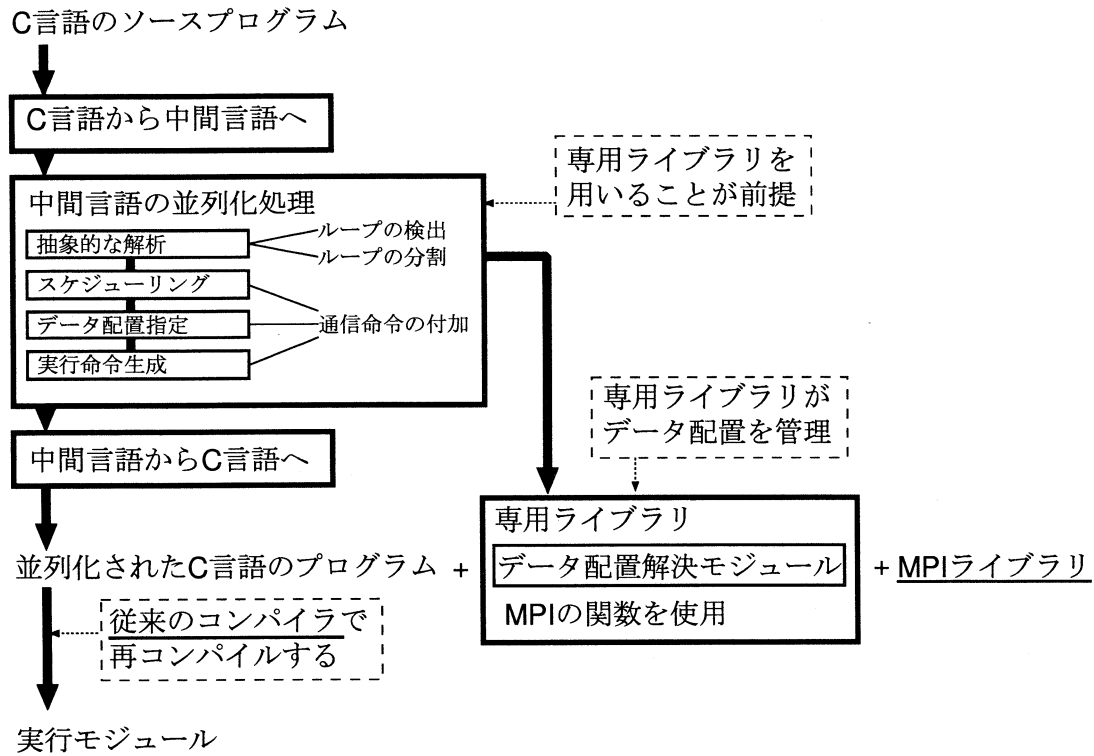 C言語のソースプログラム
C言語から中間言語へ
専用ライブラリを
用いることが前提
中間言語の並列化処理
抽象的な解析
ループの検出
ループの分割
スケジューリング
データ配置指定
通信命令の付加
実行命令生成
専用ライブラリが
データ配置を管理
中間言語からC言語へ
専用ライブラリ
並列化されたC言語のプログラム + データ配置解決モジュール + MPIライブラリ
MPIの関数を使用
従来のコンパイラで
再コンパイルする
実行モジュール